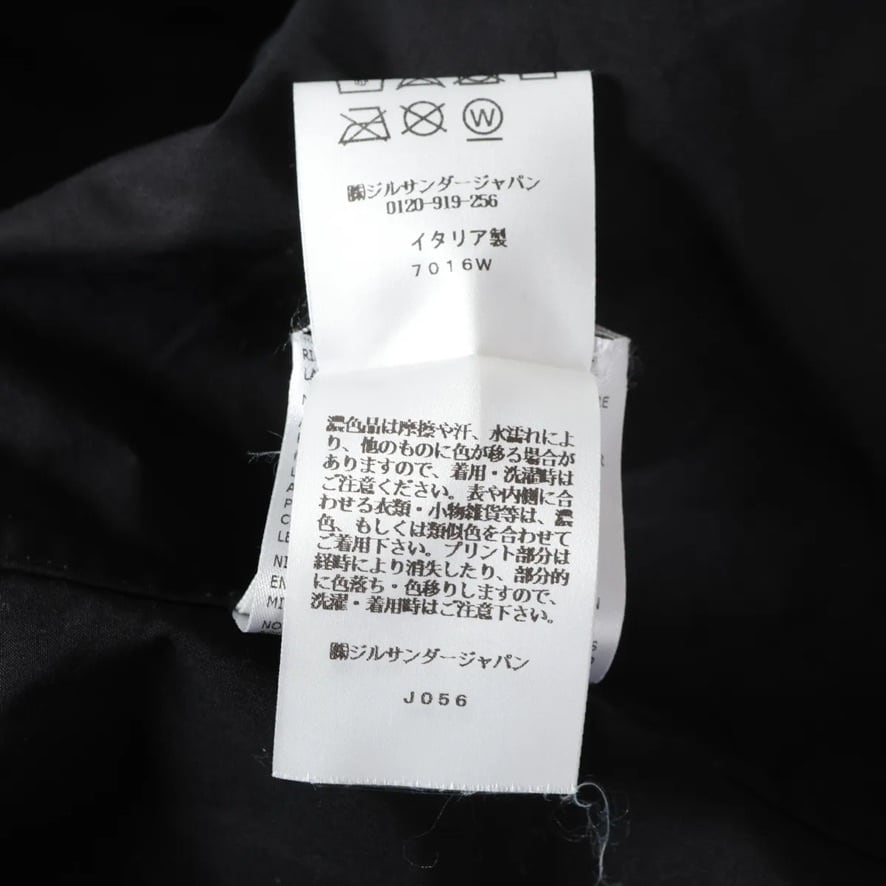 W
㈱ジルサンダージャパン
0120-919-256
イタリア製
7016W
濃色品は摩擦や汗、水濡れによ
り、他のものに色が移る場合が
ありますので、着用・洗濯時は
ご注意ください。表や内側に合
わせる衣類・小物雑貨等は、濃
色、もしくは類似色を合わせて
ご着用下さい。プリント部分は
経時により消失したり、部分的
に色落ち・色移りしますので、
洗濯・着用時はご注意下さい。
㈱ジルサンダージャパン
J056